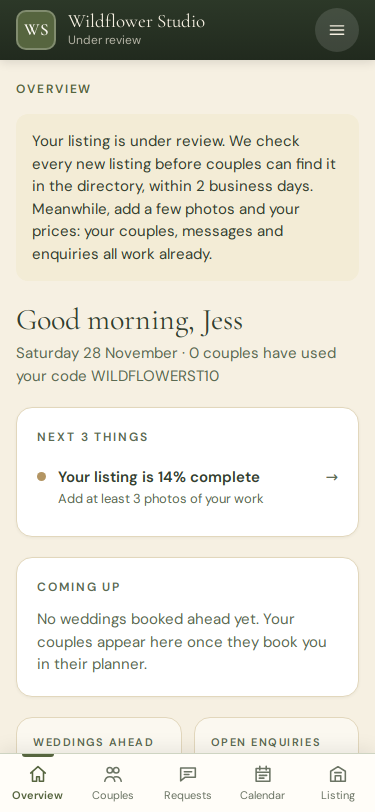 WS
Wildflower Studio
Under review
OVERVIEW
Your listing is under review. We check
every new listing before couples can find it
in the directory, within 2 business days.
Meanwhile, add a few photos and your
prices: your couples, messages and
enquiries all work already.
Good morning, Jess
Saturday 28 November · 0 couples have used
your code WILDFLOWERST10
NEXT 3 THINGS
Your listing is 14% complete
→
Add at least 3 photos of your work
COMING UP
No weddings booked ahead yet. Your
couples appear here once they book you
in their planner.
WEDDINGS AHEAD
OPEN ENQUIRIES
Overview
Couples
Requests
Calendar
Listing